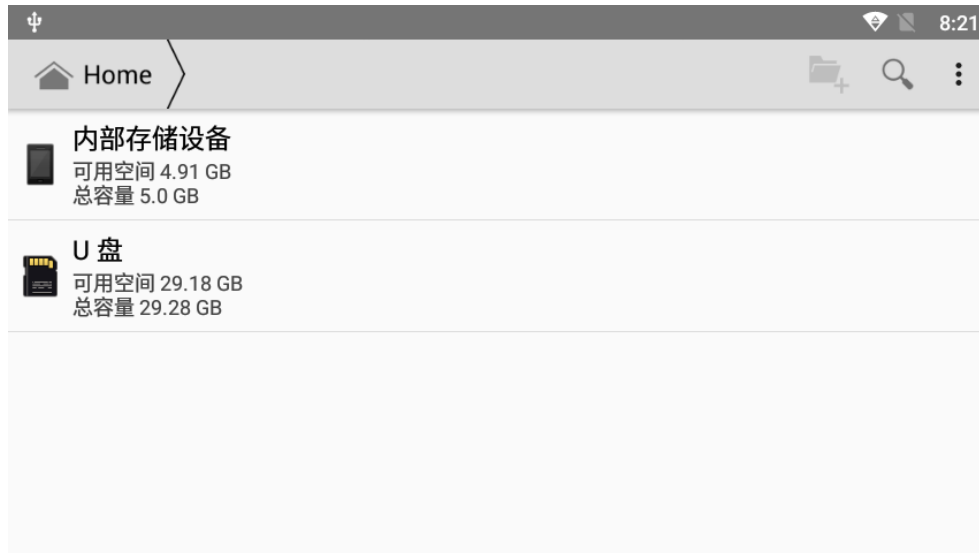 8:21
Home
内部存储设备
可用空间 4.91 GB
总容量 5.0 GB
U 盘
可用空间 29.18 GB
总容量 29.28 GB